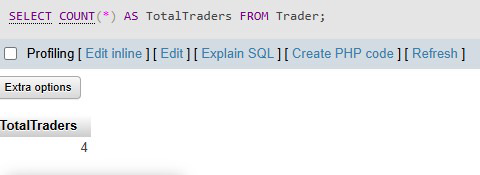 SELECT COUNT(*) AS TotalTraders FROM Trader;
Profiling [ Edit inline ] [ Edit ] [ Explain SQL ] [ Create PHP code ] [ Refresh ]
Extra options
TotalTraders
4